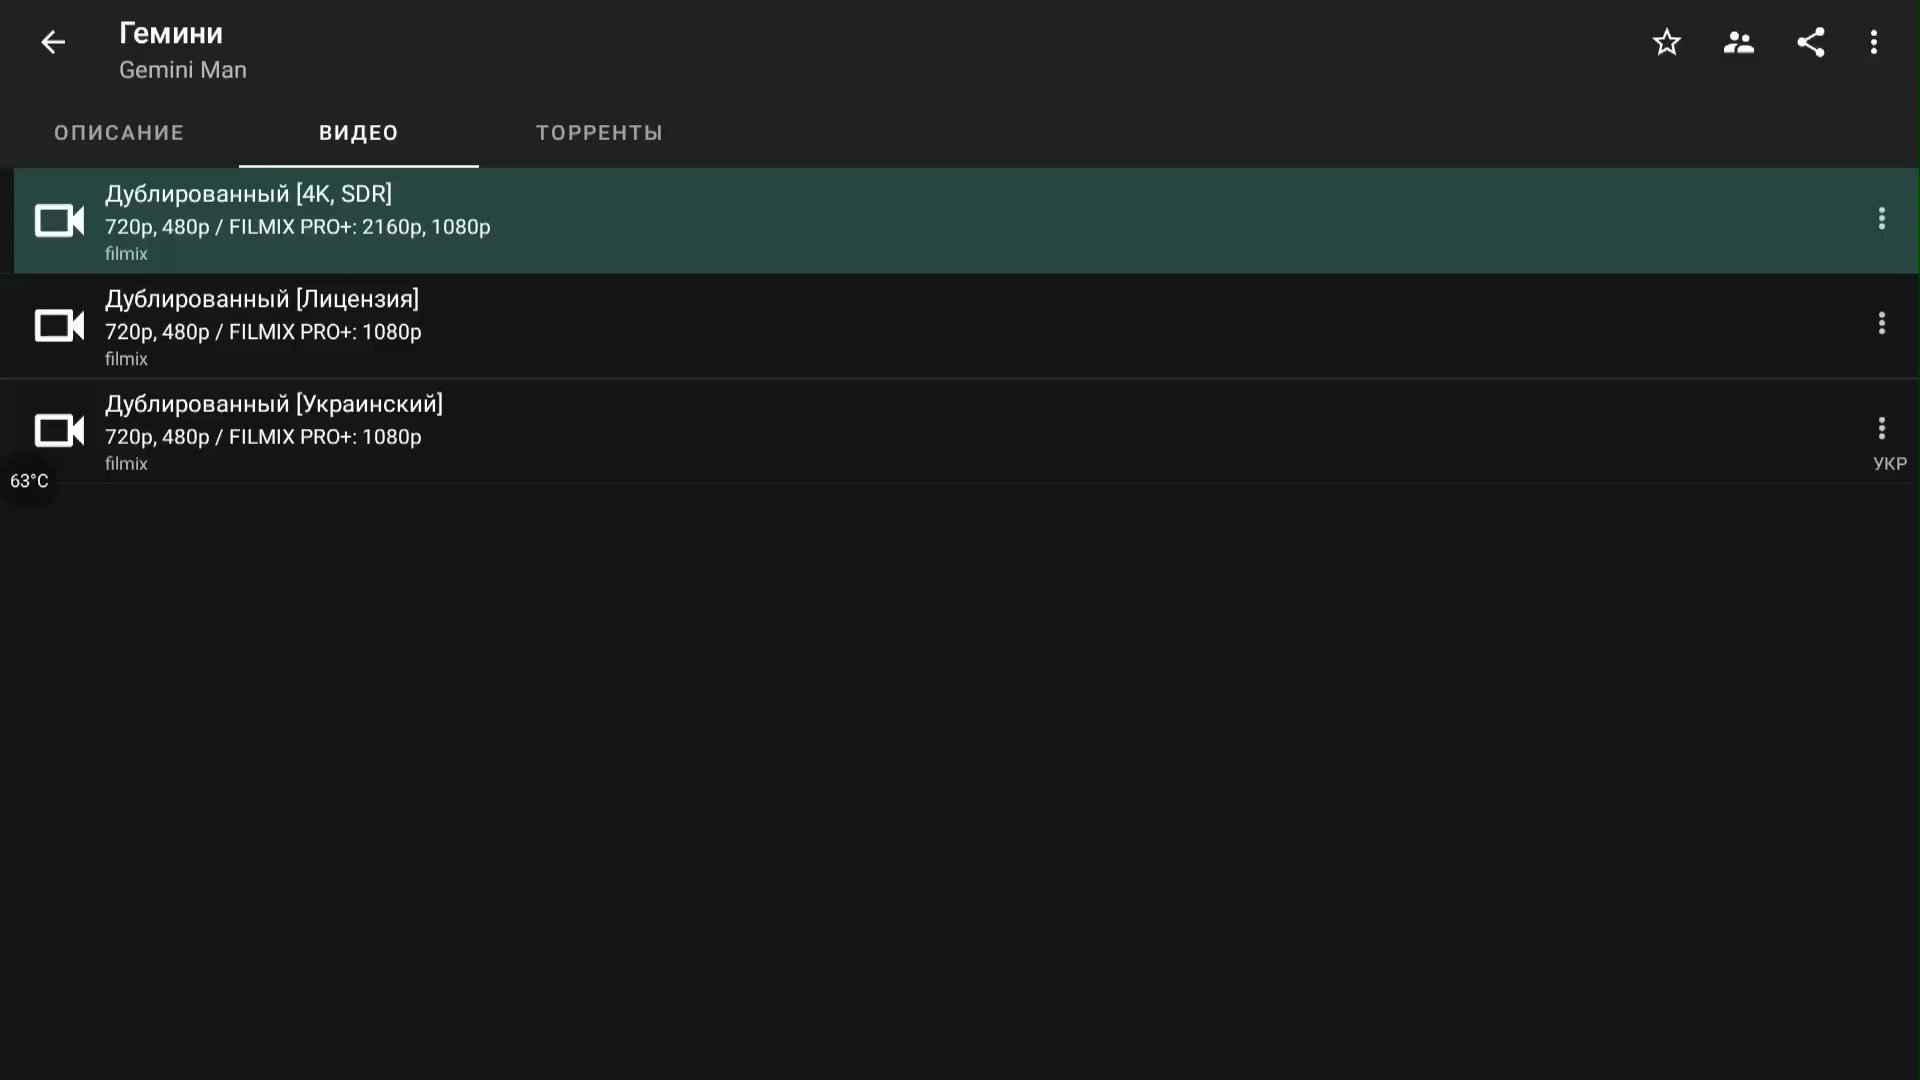 Гемини
Gemini Man
ОПИСАНИЕ
ВИДЕО
ТОРРЕНТЫ
Дублированный [4K, SDR]
720p, 480p / FILMIX PRO+: 2160p, 1080p
filmix
Дублированный [Лицензия]
720p, 480p / FILMIX PRO+: 1080p
filmix
Дублированный [Украинский]
720p, 480p / FILMIX PRO+: 1080p
filmix
УКР
63°C